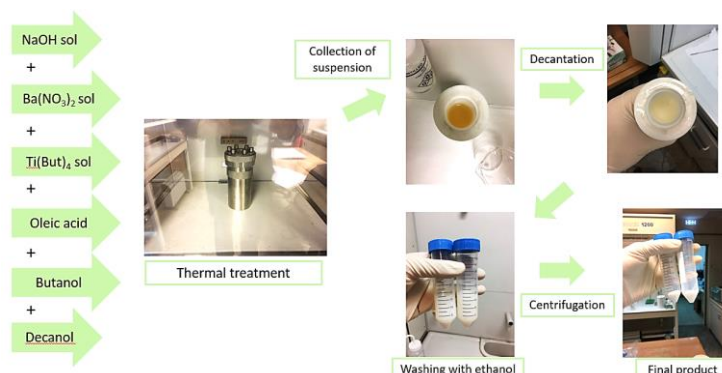 NaOH sol
+
Ba(NO₃)₂ sol
+
Ti(But)₄ sol
+
Oleic acid
+
Butanol
+
Decanol
Thermal treatment
Collection of
suspension
Decantation
Washing with ethanol
Centrifugation
1200
Final product